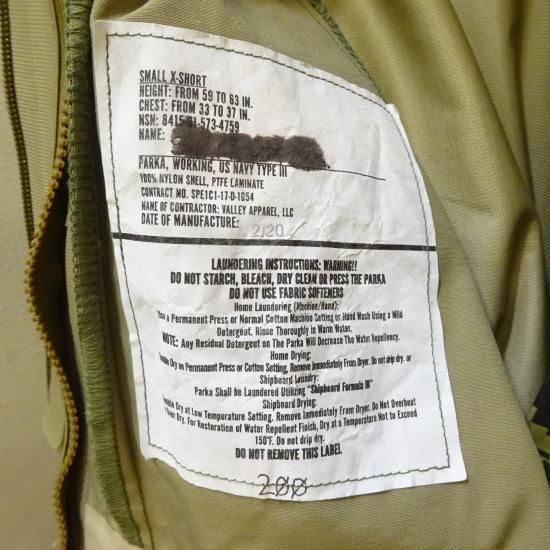 SMALL X-SHORT
HEIGHT: FROM 59 TO 63 IN.
CHEST: FROM 33 TO 37 IN.
NSN: 8415-01-573-4759
NAME:
PARKA, WORKING, US NAVY TYPE III
100% NYLON SHELL, PTFE LAMINATE
CONTRACT NO. SPE1C1-17-D-1054
NAME OF CONTRACTOR: VALLEY APPAREL, LLC
DATE OF MANUFACTURE: 2/20
LAUNDERING INSTRUCTIONS: WARNING!!
DO NOT STARCH, BLEACH, DRY CLEAN OR PRESS THE PARKA
DO NOT USE FABRIC SOFTENERS
Home Laundering (Machine/Hand):
a Permanent Press or Normal Cotton Machine Setting or Hand Wash Using a Mild
Detergent. Rinse Thoroughly in Warm Water.
NOTE: Any Residual Detergent on The Parka Will Decrease The Water Repellency.
Home Drying:
Dry on Permanent Press or Cotton Setting, Remove Immediately From Dryer. Do not drip dry. or
Shipboard Laundry:
Parka Shall be Laundered Utilizing "Shipboard Formula III"
Shipboard Drying:
Dry at Low Temperature Setting, Remove Immediately From Dryer. Do Not Overheat
Dry. For Restoration of Water Repellent Finish, Dry at a Temperature Not to Exceed
150°F. Do not drip dry.
DO NOT REMOVE THIS LABEL
200